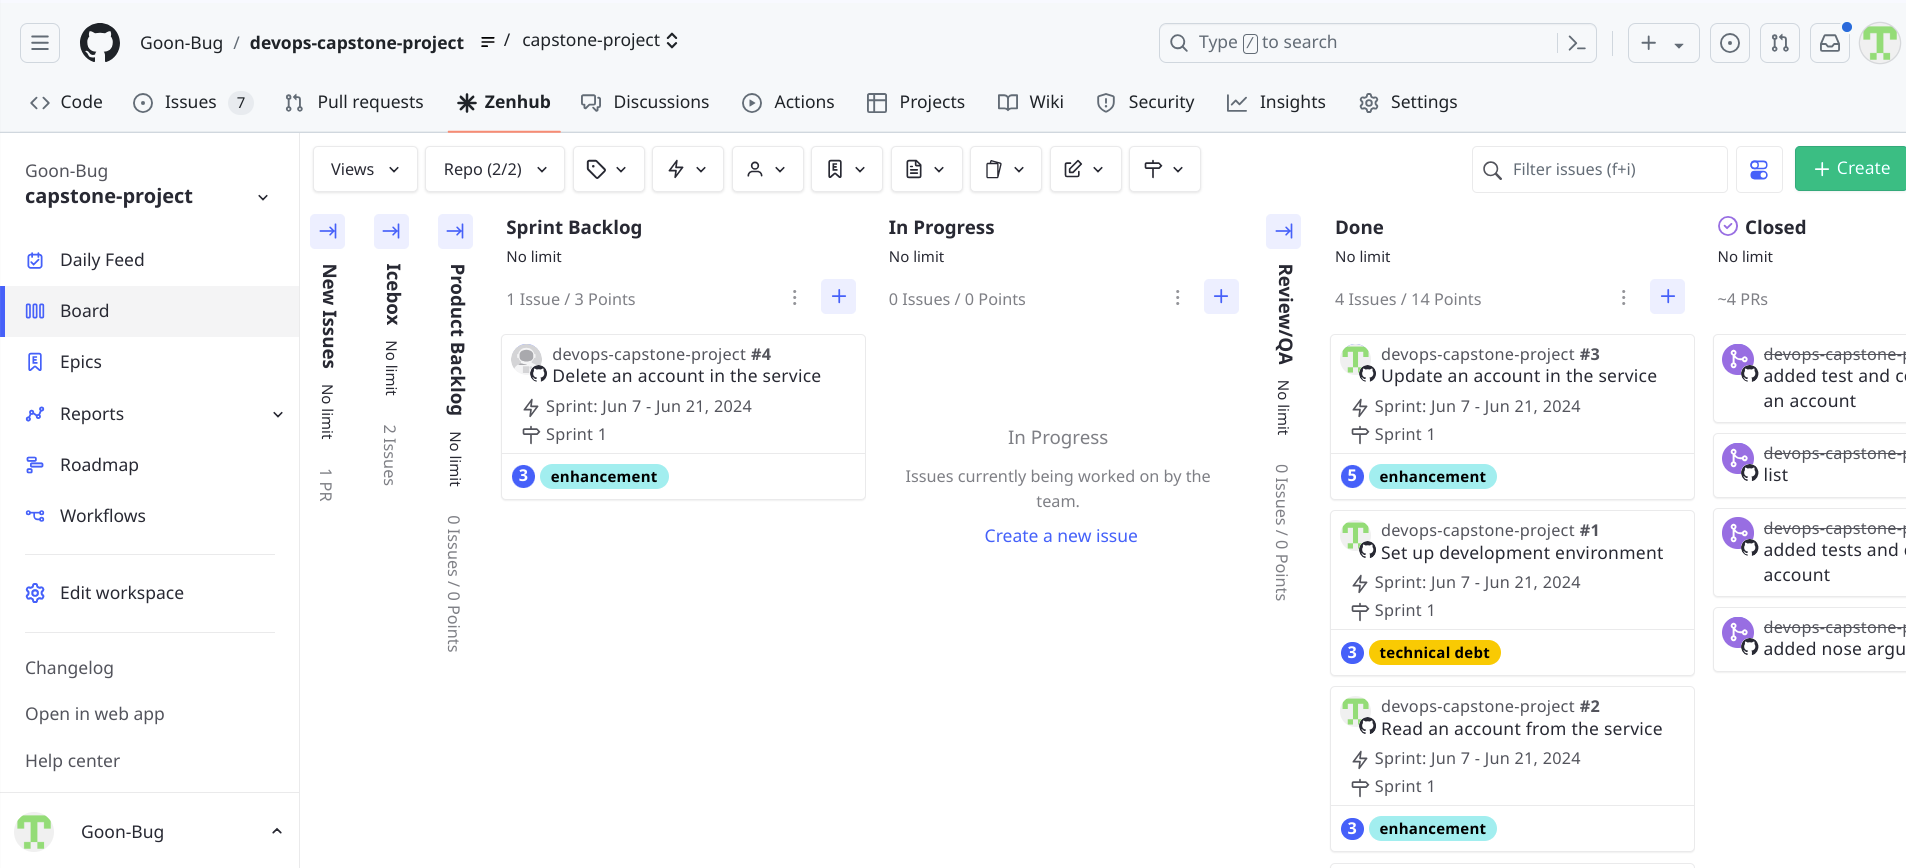 Goon-Bug / devops-capstone-project / capstone-project
Type / to search
Code
Issues 7
Pull requests
Zenhub
Discussions
Actions
Projects
Wiki
Security
Insights
Settings
Goon-Bug
capstone-project
Daily Feed
Board
Epics
Reports
Roadmap
Workflows
Edit workspace
Changelog
Open in web app
Help center
Goon-Bug
Views
Repo (2/2)
Filter issues (f+i)
+ Create
New Issues No limit 1 PR
Icebox No limit 2 Issues
Product Backlog No limit 0 Issues / 0 Points
Sprint Backlog
No limit
1 Issue / 3 Points
devops-capstone-project #4
Delete an account in the service
Sprint: Jun 7 - Jun 21, 2024
Sprint 1
3 enhancement
In Progress
No limit
0 Issues / 0 Points
In Progress
Issues currently being worked on by the
team.
Create a new issue
Review/QA No limit 0 Issues / 0 Points
Done
No limit
4 Issues / 14 Points
devops-capstone-project #3
Update an account in the service
Sprint: Jun 7 - Jun 21, 2024
Sprint 1
5 enhancement
devops-capstone-project #1
Set up development environment
Sprint: Jun 7 - Jun 21, 2024
Sprint 1
3 technical debt
devops-capstone-project #2
Read an account from the service
Sprint: Jun 7 - Jun 21, 2024
Sprint 1
3 enhancement
Closed
No limit
~4 PRs
devops-capstone-p
added test and c
an account
devops-capstone-p
list
devops-capstone-p
added tests and
account
devops-capstone-p
added nose argu